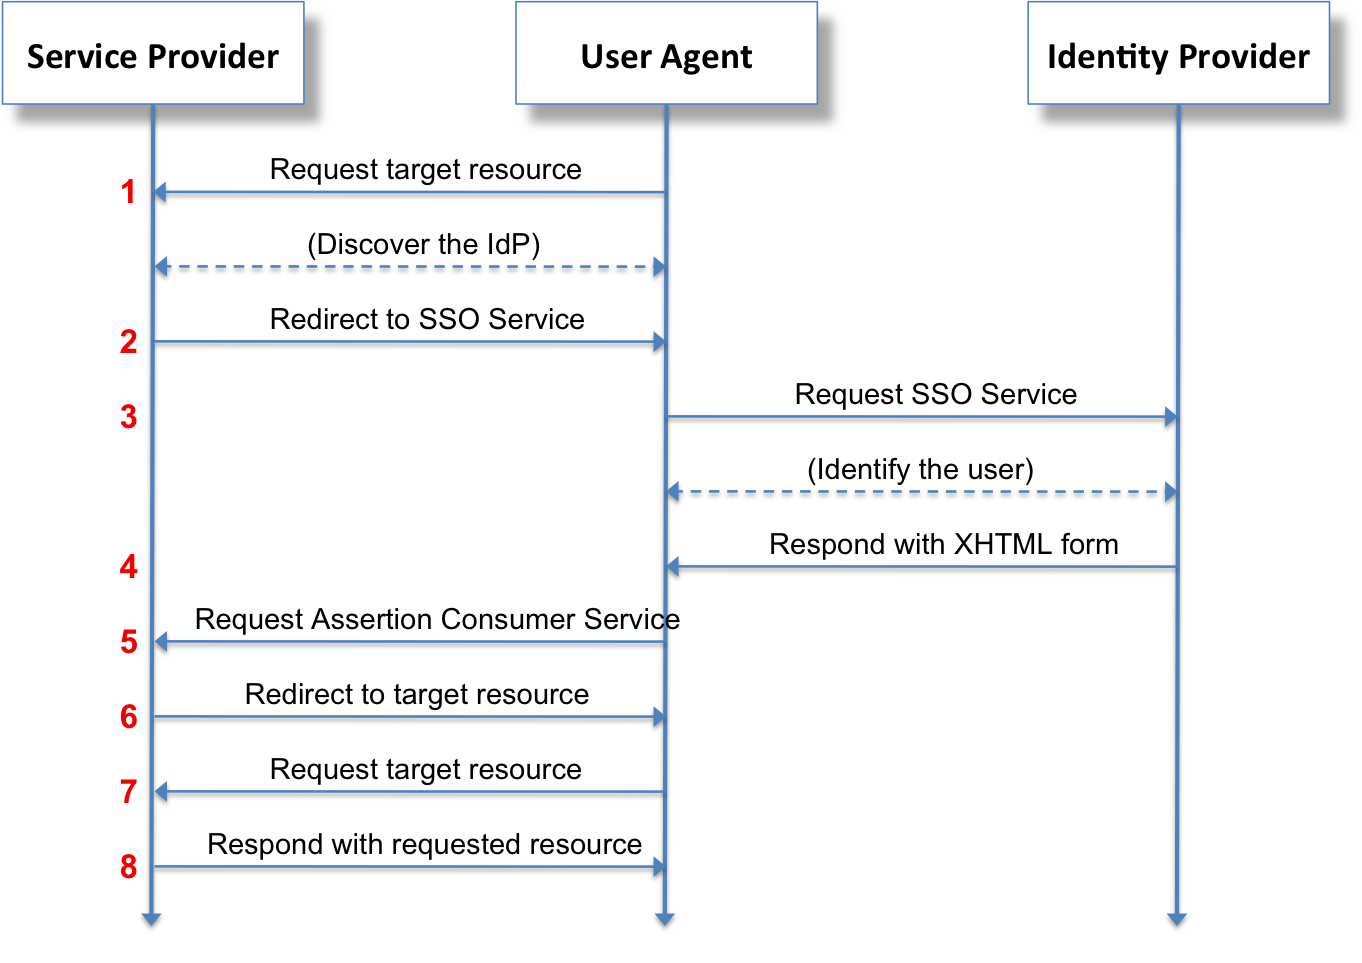 Service Provider
User Agent
Identity Provider
Request target resource
1
(Discover the IdP)
Redirect to SSO Service
2
Request SSO Service
3
(Identify the user)
Respond with XHTML form
4
Request Assertion Consumer Service
5
Redirect to target resource
6
Request target resource
7
Respond with requested resource
8